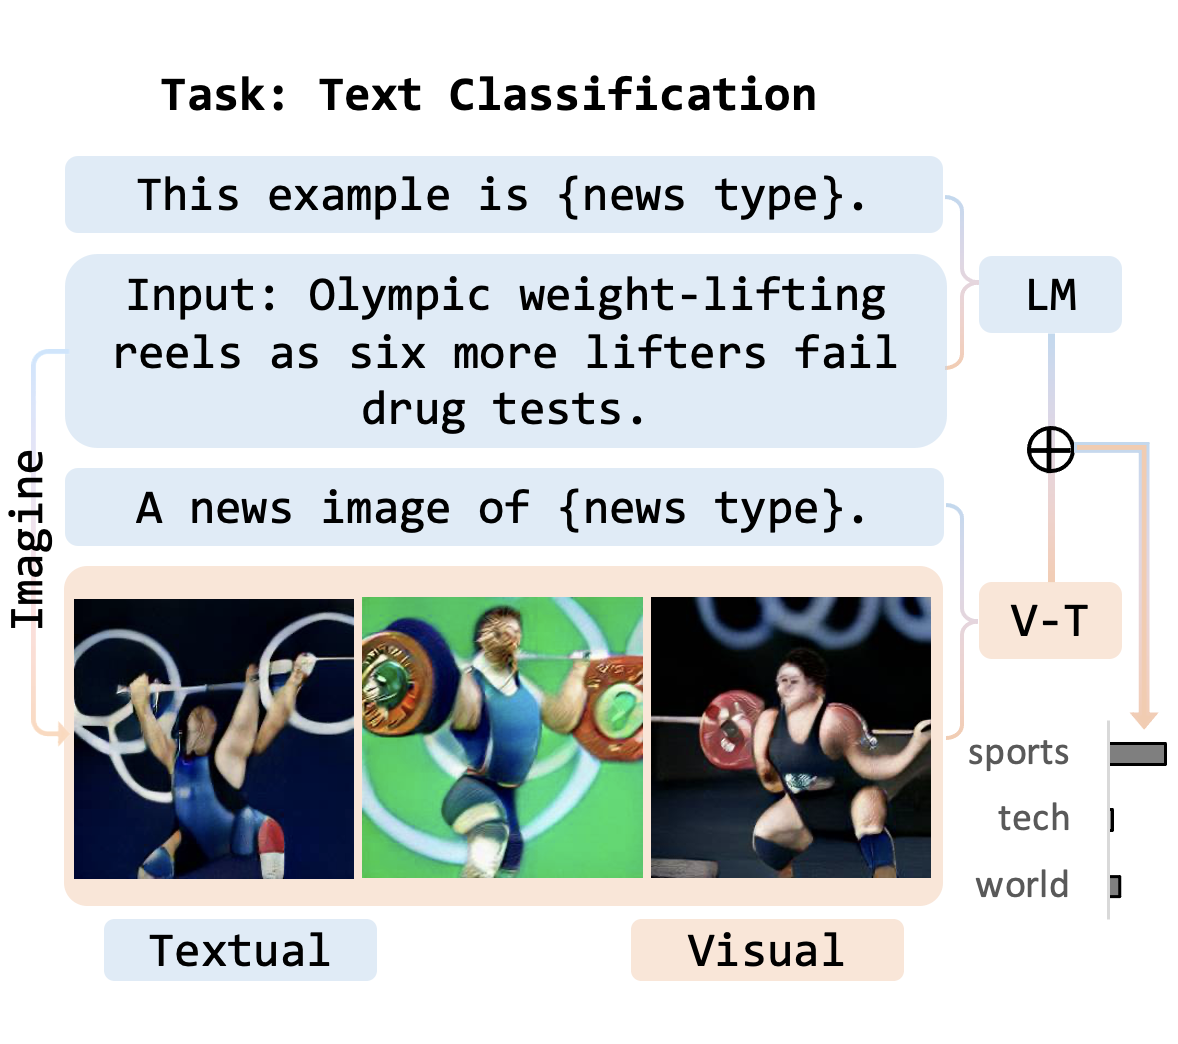 Task: Text Classification
This example is {news type}.
Input: Olympic weight-lifting
reels as six more lifters fail
drug tests.
LM
Imagine
A news image of {news type}.
V-T
sports
tech
world
Textual
Visual